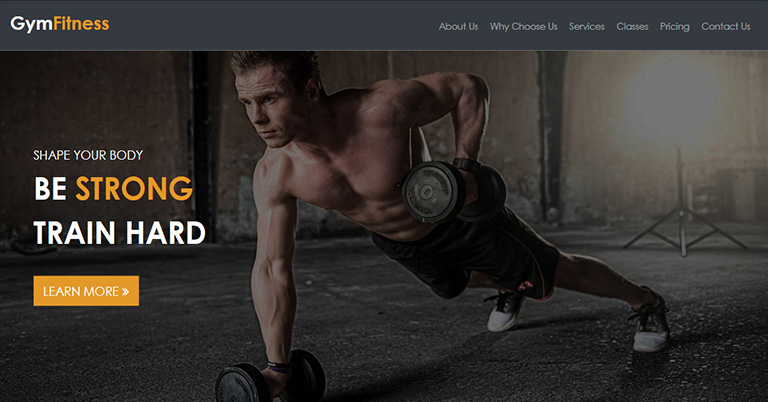 GymFitness
About Us Why Choose Us Services Classes Pricing Contact Us
SHAPE YOUR BODY
BE STRONG
TRAIN HARD
LEARN MORE »